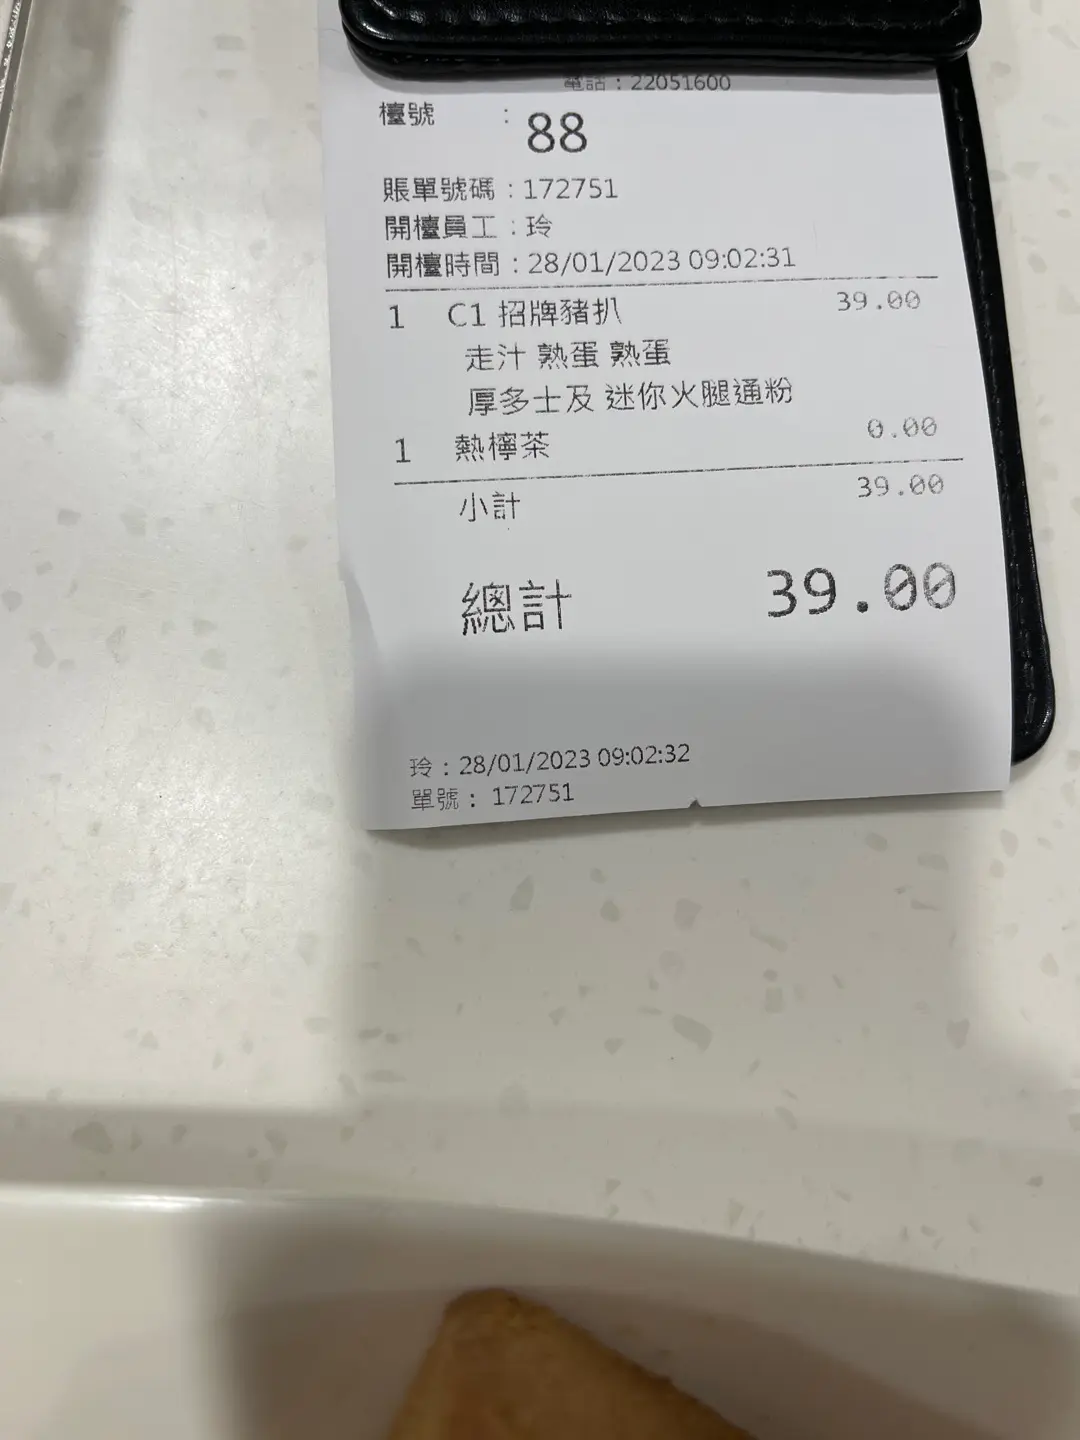 電話：22051600
檯號 : 88
賬單號碼：172751
開檯員工：玲
開檯時間：28/01/2023 09:02:31
1 C1 招牌豬扒 39.00
走汁 熟蛋 熟蛋
厚多士及 迷你火腿通粉
1 熱檸茶 0.00
小計 39.00
總計 39.00
玲：28/01/2023 09:02:32
單號： 172751